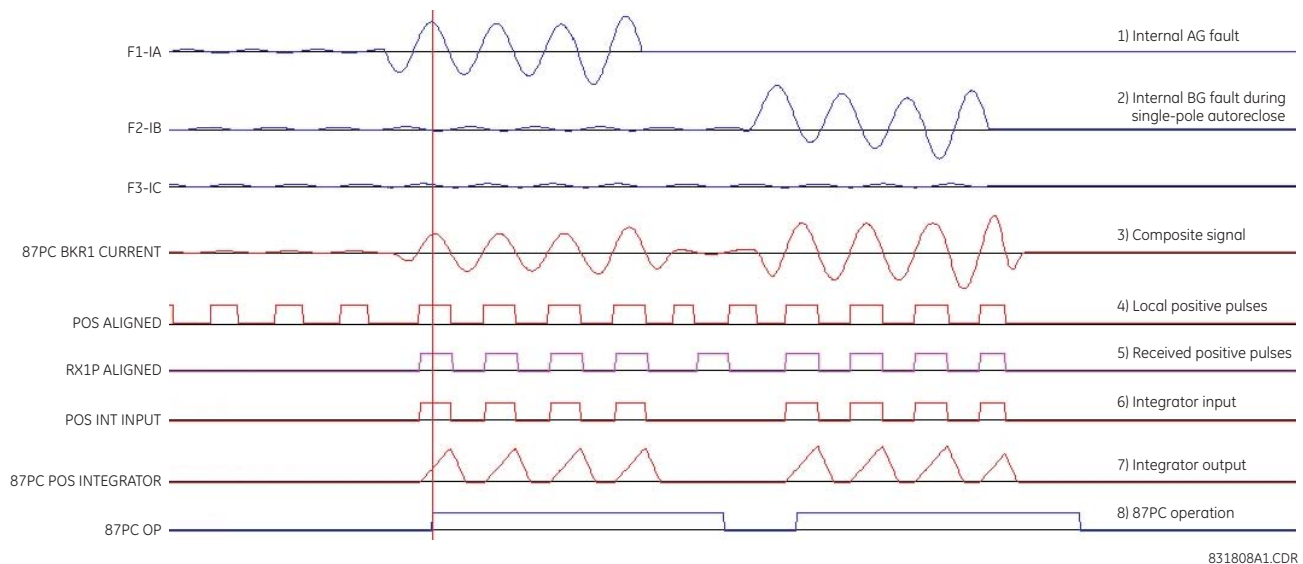 F1-IA
1) Internal AG fault
F2-IB
2) Internal BG fault during
single-pole autoreclose
F3-IC
87PC BKR1 CURRENT
3) Composite signal
POS ALIGNED
4) Local positive pulses
RX1P ALIGNED
5) Received positive pulses
POS INT INPUT
6) Integrator input
87PC POS INTEGRATOR
7) Integrator output
87PC OP
8) 87PC operation
831808A1.CDR